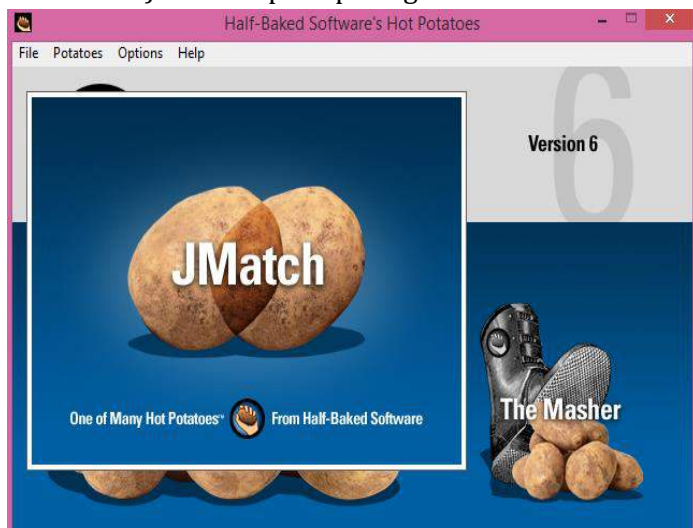 Half-Baked Software's Hot Potatoes
File Potatoes Options Help
6
Version 6
JMatch
One of Many Hot Potatoes™ From Half-Baked Software
The Masher